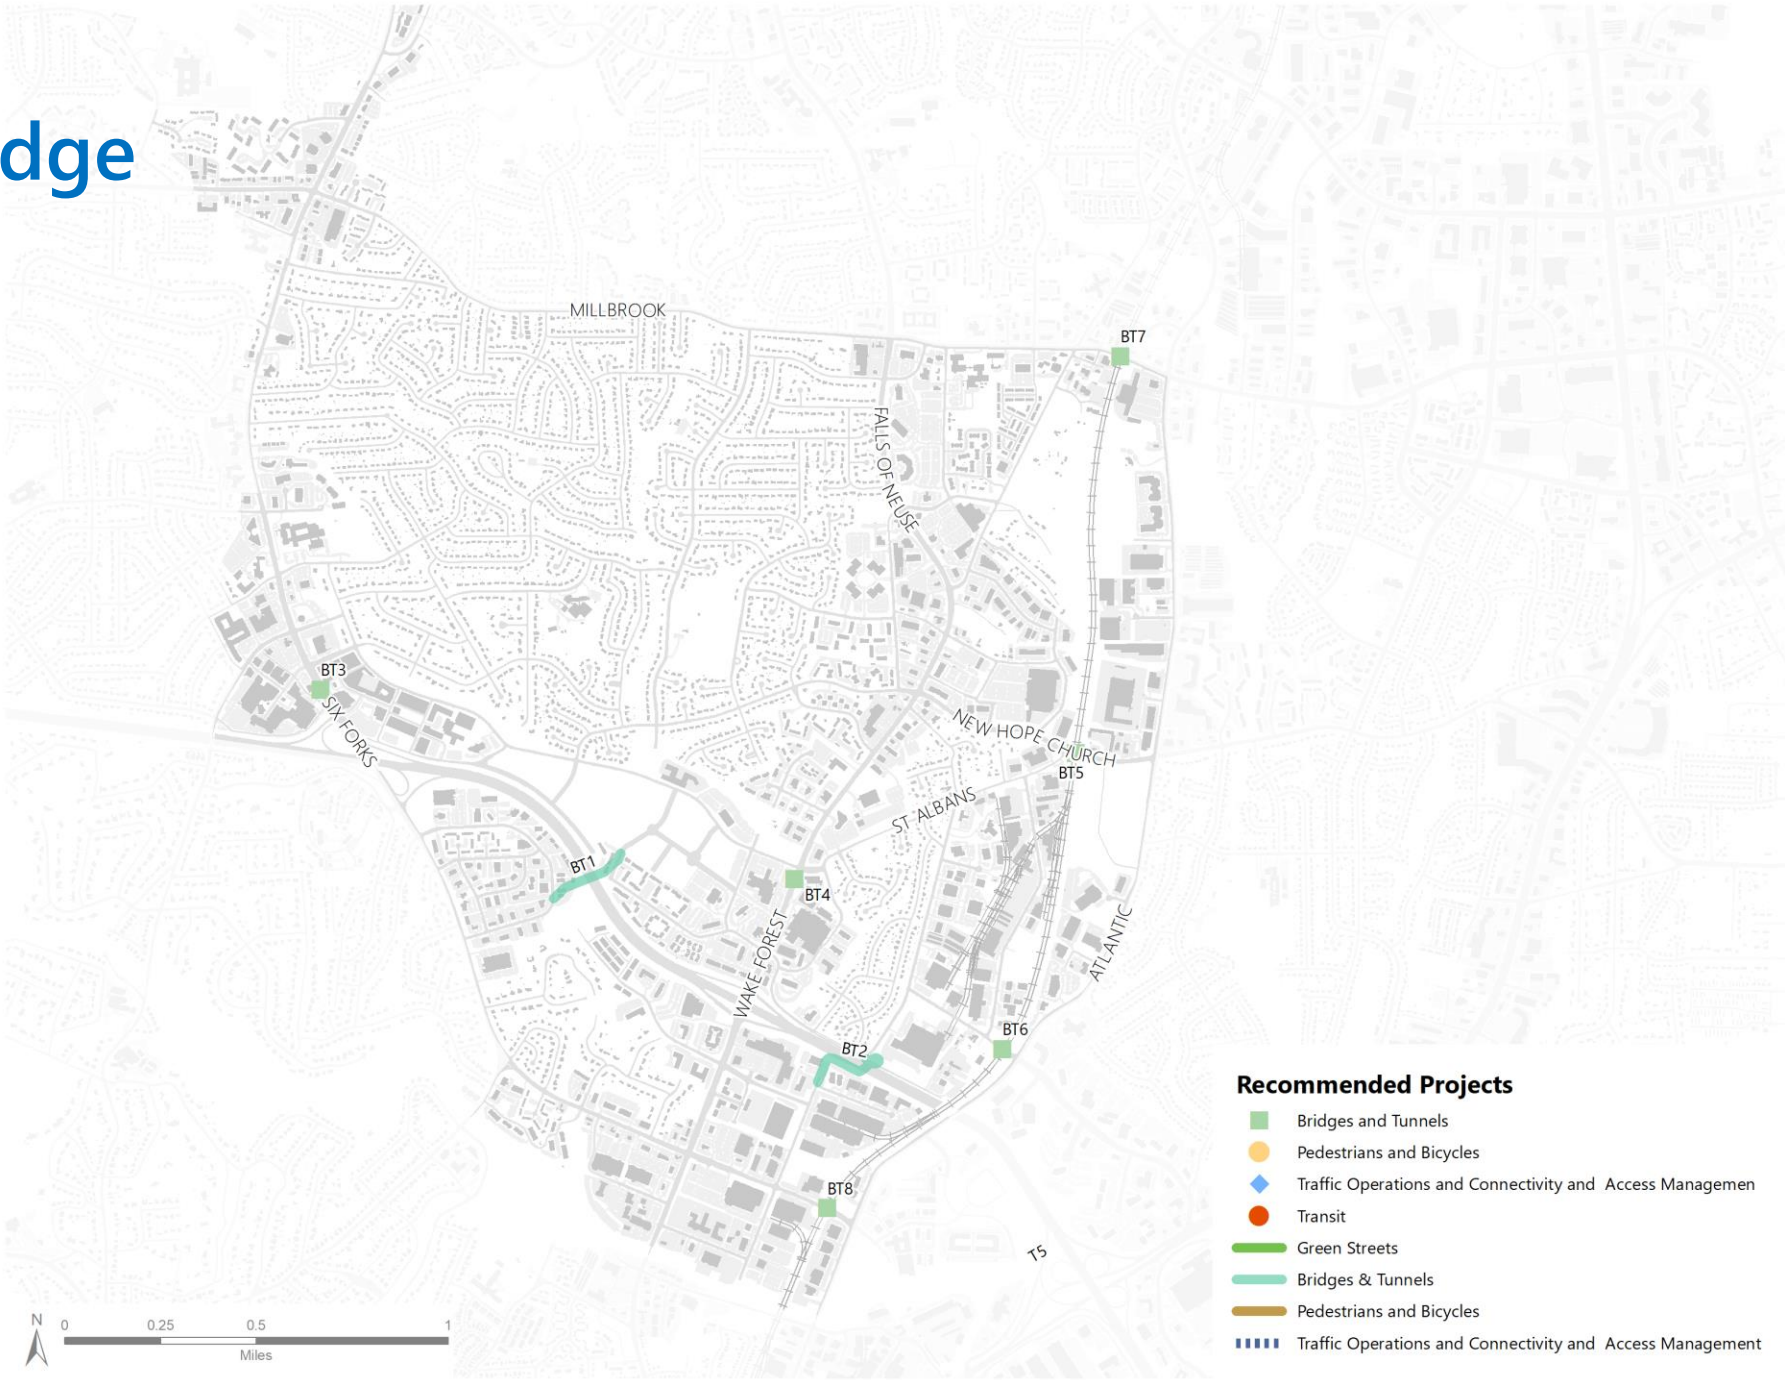 dge
MILLBROOK
BT7
FALLS OF NEUSE
BT3
SIX FORKS
NEW HOPE CHURCH
BT5
ST ALBANS
BT1
BT4
WAKE FOREST
ATLANTIC
BT6
BT2
BT8
T5
Recommended Projects
Bridges and Tunnels
Pedestrians and Bicycles
Traffic Operations and Connectivity and Access Managemen
Transit
Green Streets
Bridges & Tunnels
Pedestrians and Bicycles
Traffic Operations and Connectivity and Access Management
N
0 0.25 0.5 1
Miles